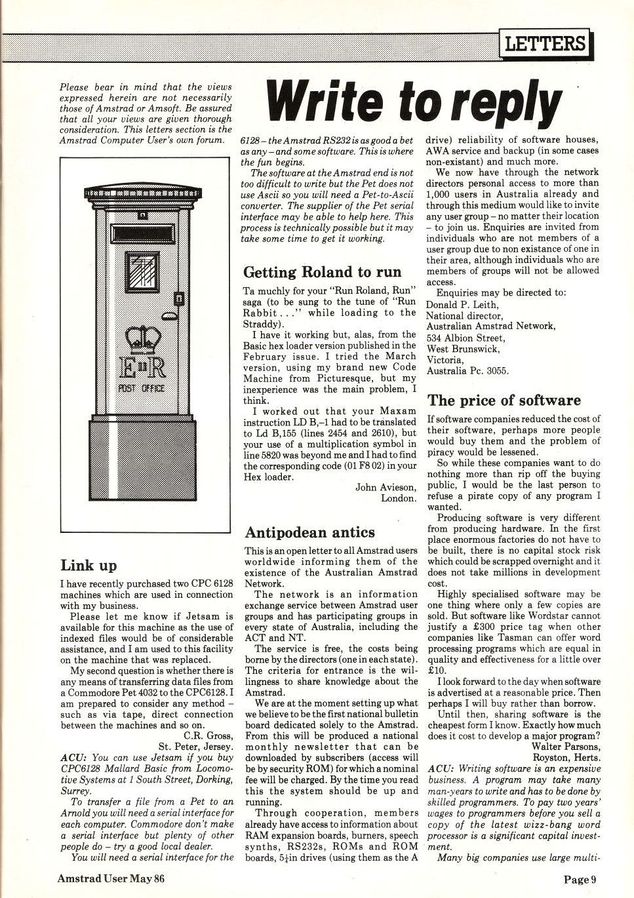 LETTERS
Write to reply
Please bear in mind that the views
expressed herein are not necessarily
those of Amstrad or Amsoft. Be assured
that all your views are given thorough
consideration. This letters section is the
Amstrad Computer User's own forum.
E II R
POST OFFICE
Link up
I have recently purchased two CPC 6128
machines which are used in connection
with my business.
Please let me know if Jetsam is
available for this machine as the use of
indexed files would be of considerable
assistance, and I am used to this facility
on the machine that was replaced.
My second question is whether there is
any means of transferring data files from
a Commodore Pet 4032 to the CPC6128. I
am prepared to consider any method –
such as via tape, direct connection
between the machines and so on.
C.R. Gross,
St. Peter, Jersey.
ACU: You can use Jetsam if you buy
CPC6128 Mallard Basic from Locomo-
tive Systems at 1 South Street, Dorking,
Surrey.
To transfer a file from a Pet to an
Arnold you will need a serial interface for
each computer. Commodore don't make
a serial interface but plenty of other
people do – try a good local dealer.
You will need a serial interface for the
6128 – the Amstrad RS232 is as good a bet
as any – and some software. This is where
the fun begins.
The software at the Amstrad end is not
too difficult to write but the Pet does not
use Ascii so you will need a Pet-to-Ascii
converter. The supplier of the Pet serial
interface may be able to help here. This
process is technically possible but it may
take some time to get it working.
Getting Roland to run
Ta muchly for your "Run Roland, Run"
saga (to be sung to the tune of "Run
Rabbit . . ." while loading to the
Straddy).
I have it working but, alas, from the
Basic hex loader version published in the
February issue. I tried the March
version, using my brand new Code
Machine from Picturesque, but my
inexperience was the main problem, I
think.
I worked out that your Maxam
instruction LD B,–1 had to be translated
to Ld B,155 (lines 2454 and 2610), but
your use of a multiplication symbol in
line 5820 was beyond me and I had to find
the corresponding code (01 F8 02) in your
Hex loader.
John Avieson,
London.
Antipodean antics
This is an open letter to all Amstrad users
worldwide informing them of the
existence of the Australian Amstrad
Network.
The network is an information
exchange service between Amstrad user
groups and has participating groups in
every state of Australia, including the
ACT and NT.
The service is free, the costs being
borne by the directors (one in each state).
The criteria for entrance is the wil-
lingness to share knowledge about the
Amstrad.
We are at the moment setting up what
we believe to be the first national bulletin
board dedicated solely to the Amstrad.
From this will be produced a national
monthly newsletter that can be
downloaded by subscribers (access will
be by security ROM) for which a nominal
fee will be charged. By the time you read
this the system should be up and
running.
Through cooperation, members
already have access to information about
RAM expansion boards, burners, speech
synths, RS232s, ROMs and ROM
boards, 5¼in drives (using them as the A
drive) reliability of software houses,
AWA service and backup (in some cases
non-existant) and much more.
We now have through the network
directors personal access to more than
1,000 users in Australia already and
through this medium would like to invite
any user group – no matter their location
– to join us. Enquiries are invited from
individuals who are not members of a
user group due to non existance of one in
their area, although individuals who are
members of groups will not be allowed
access.
Enquiries may be directed to:
Donald P. Leith,
National director,
Australian Amstrad Network,
534 Albion Street,
West Brunswick,
Victoria,
Australia Pc. 3055.
The price of software
If software companies reduced the cost of
their software, perhaps more people
would buy them and the problem of
piracy would be lessened.
So while these companies want to do
nothing more than rip off the buying
public, I would be the last person to
refuse a pirate copy of any program I
wanted.
Producing software is very different
from producing hardware. In the first
place enormous factories do not have to
be built, there is no capital stock risk
which could be scrapped overnight and it
does not take millions in development
cost.
Highly specialised software may be
one thing where only a few copies are
sold. But software like Wordstar cannot
justify a £300 price tag when other
companies like Tasman can offer word
processing programs which are equal in
quality and effectiveness for a little over
£10.
I look forward to the day when software
is advertised at a reasonable price. Then
perhaps I will buy rather than borrow.
Until then, sharing software is the
cheapest form I know. Exactly how much
does it cost to develop a major program?
Walter Parsons,
Royston, Herts.
ACU: Writing software is an expensive
business. A program may take many
man-years to write and has to be done by
skilled programmers. To pay two years'
wages to programmers before you sell a
copy of the latest wizz-bang word
processor is a significant capital invest-
ment.
Many big companies use large multi-
Amstrad User May 86
Page 9